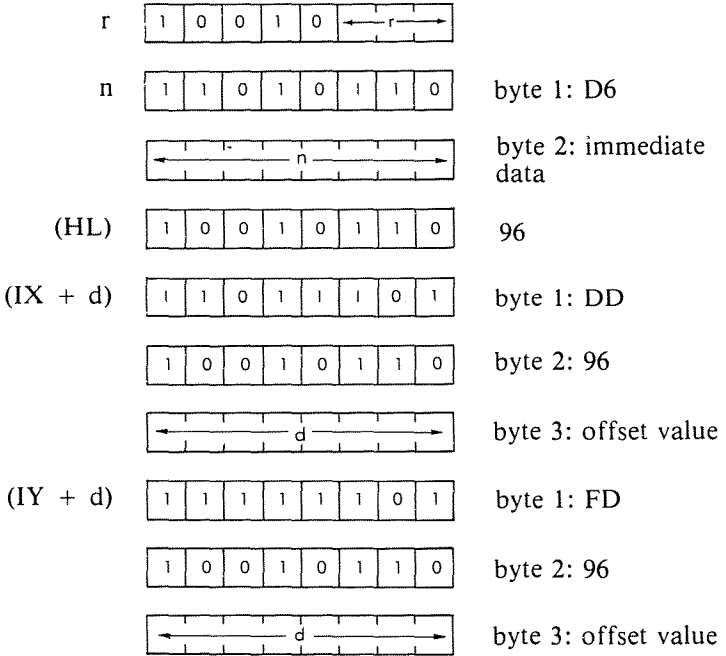 r 1 0 0 1 0 r
n 1 1 0 1 0 1 1 0 byte 1: D6
n byte 2: immediate
data
(HL) 1 0 0 1 0 1 1 0 96
(IX + d) 1 1 0 1 1 1 0 1 byte 1: DD
1 0 0 1 0 1 1 0 byte 2: 96
d byte 3: offset value
(IY + d) 1 1 1 1 1 1 0 1 byte 1: FD
1 0 0 1 0 1 1 0 byte 2: 96
d byte 3: offset value